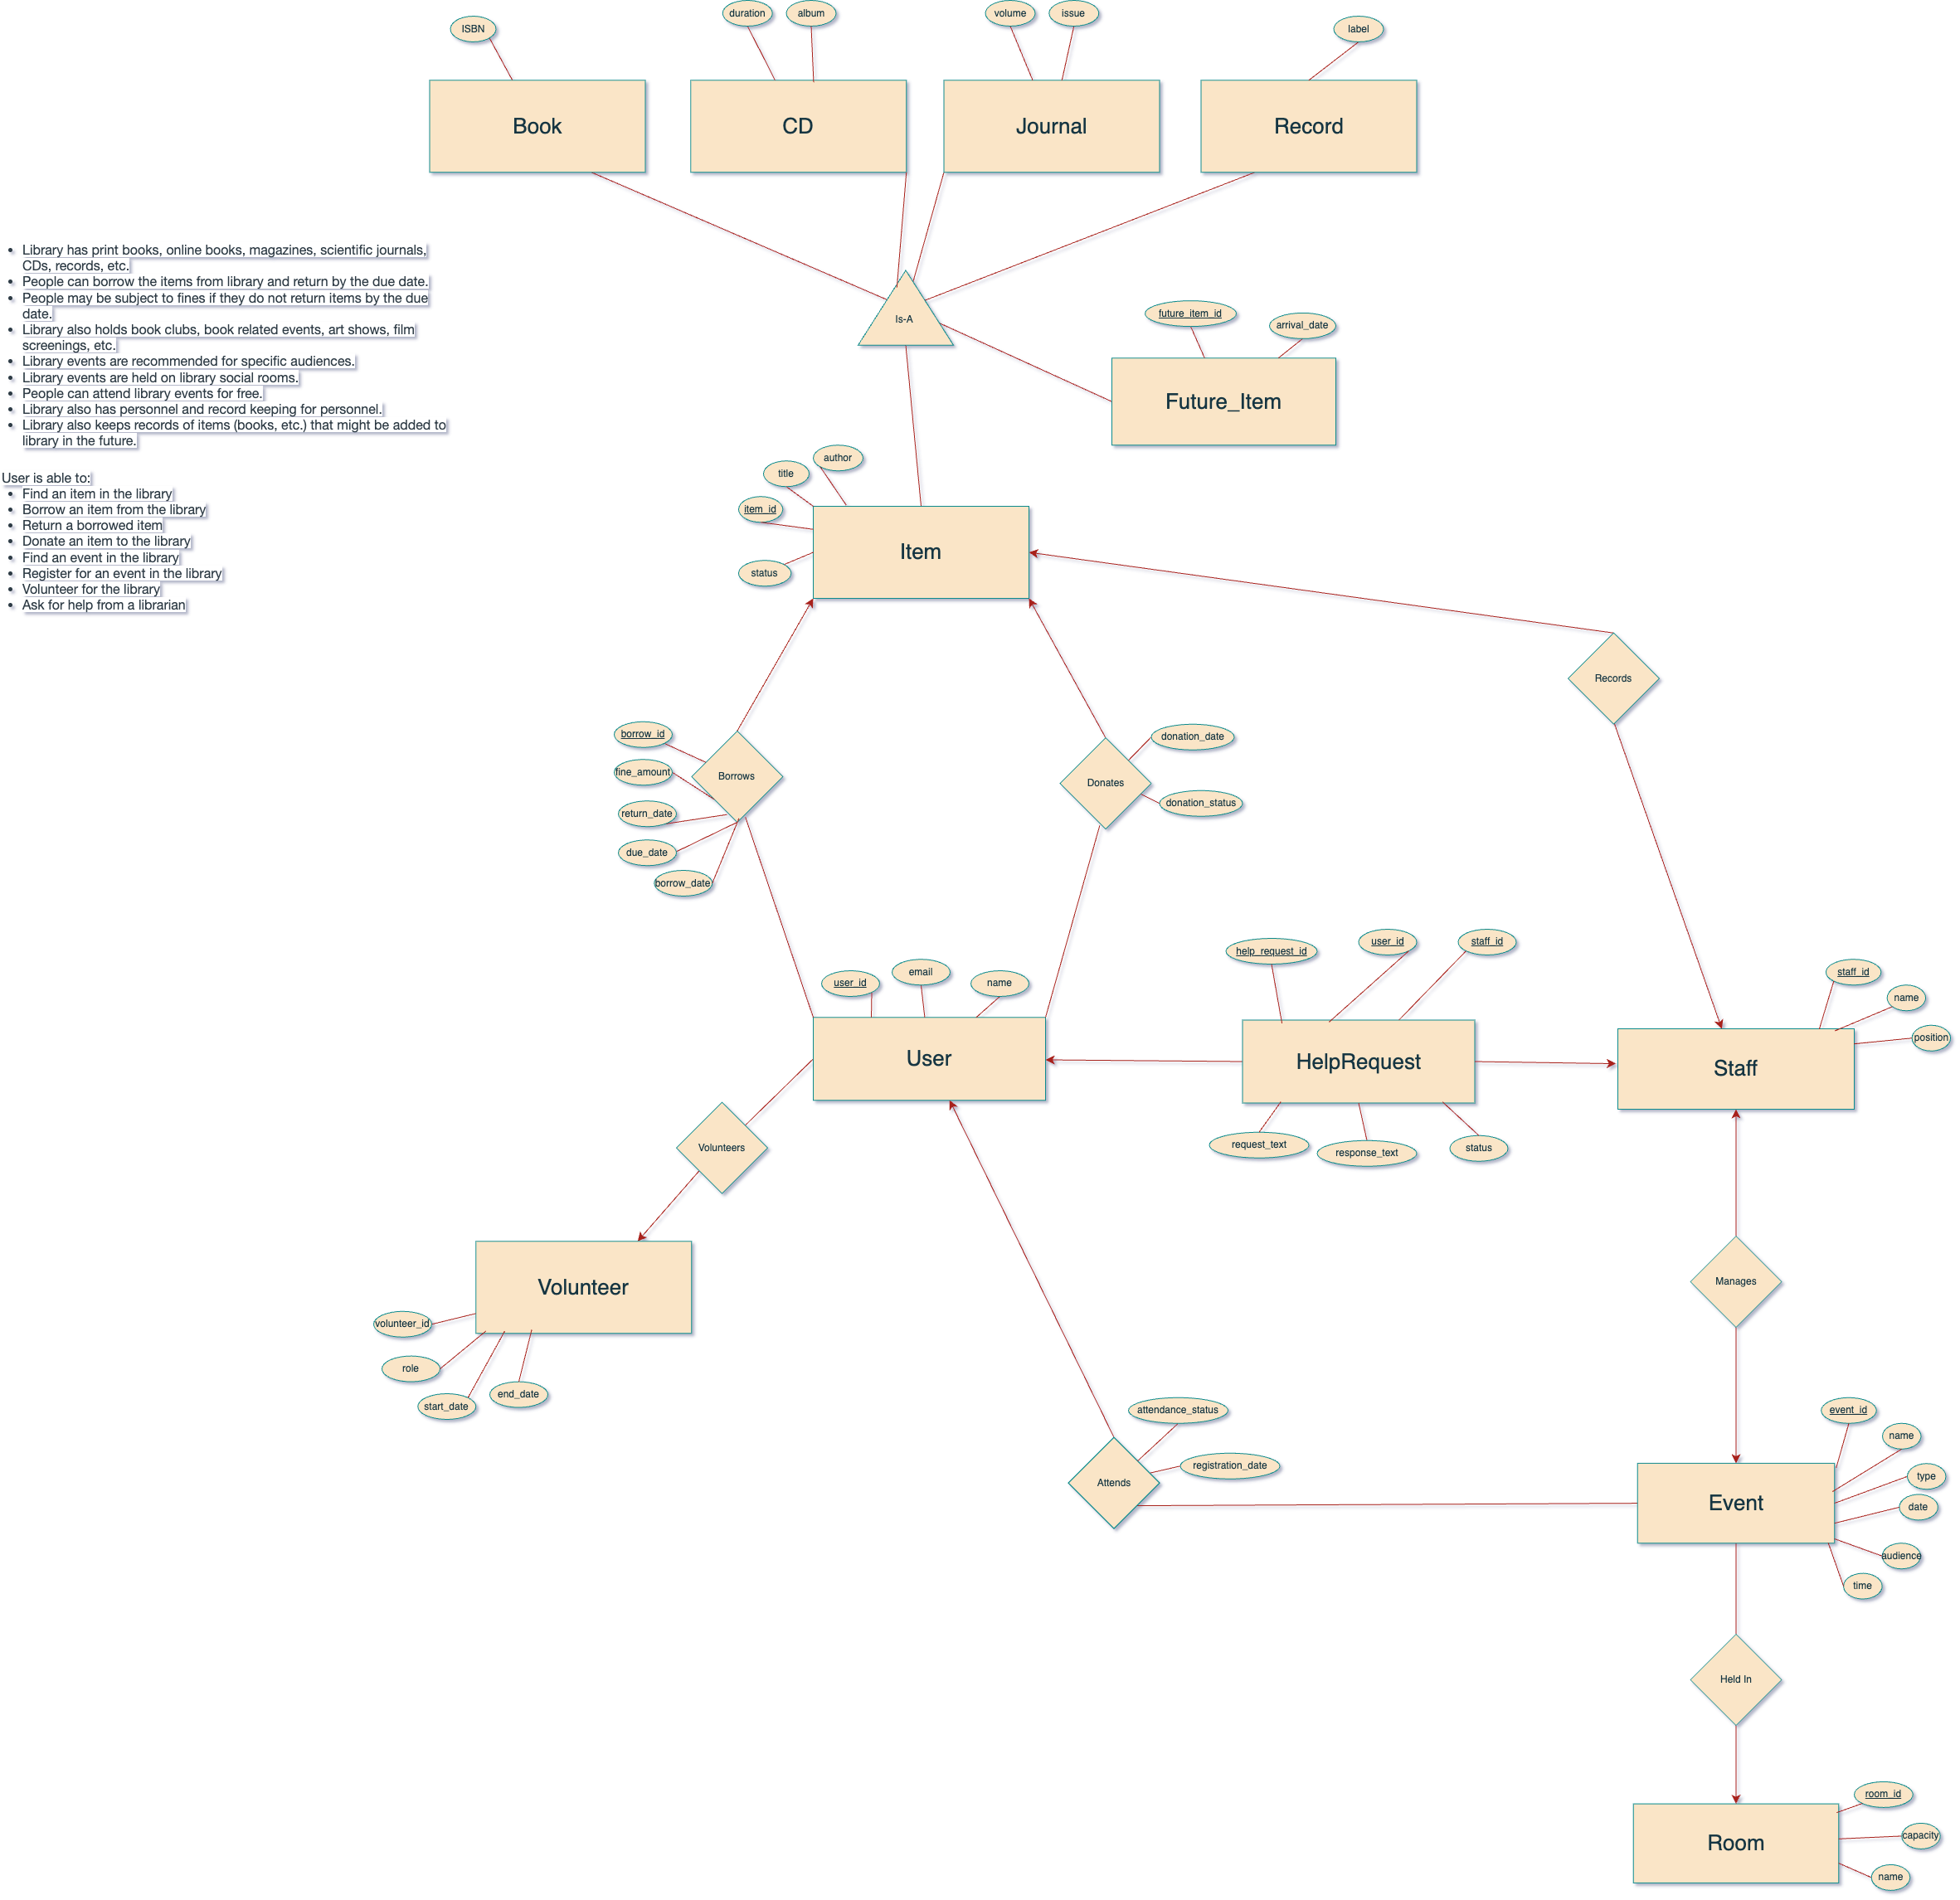 duration
album
volume
issue
ISBN
label
Book
CD
Journal
Record
• Library has print books, online books, magazines, scientific journals,
CDs, records, etc.
• People can borrow the items from library and return by the due date.
• People may be subject to fines if they do not return items by the due
date.
• Library also holds book clubs, book related events, art shows, film
screenings, etc.
• Library events are recommended for specific audiences.
• Library events are held on library social rooms.
• People can attend library events for free.
• Library also has personnel and record keeping for personnel.
• Library also keeps records of items (books, etc.) that might be added to
library in the future.
User is able to:
• Find an item in the library
• Borrow an item from the library
• Return a borrowed item
• Donate an item to the library
• Find an event in the library
• Register for an event in the library
• Volunteer for the library
• Ask for help from a librarian
Is-A
future_item_id
arrival_date
Future_Item
author
title
item_id
status
Item
Records
borrow_id
fine_amount
return_date
due_date
borrow_date
Borrows
Donates
donation_date
donation_status
user_id
email
name
User
help_request_id
user_id
staff_id
HelpRequest
request_text
response_text
status
staff_id
name
position
Staff
Volunteers
Volunteer
volunteer_id
role
start_date
end_date
Manages
attendance_status
registration_date
Attends
event_id
name
type
date
audience
time
Event
Held In
room_id
capacity
name
Room